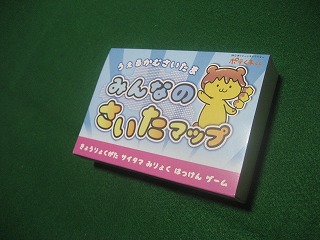 うぇるかむさいたま
みんなの
さいたマップ
きょうりょくがた サイタマ みりょく はっけん ゲーム